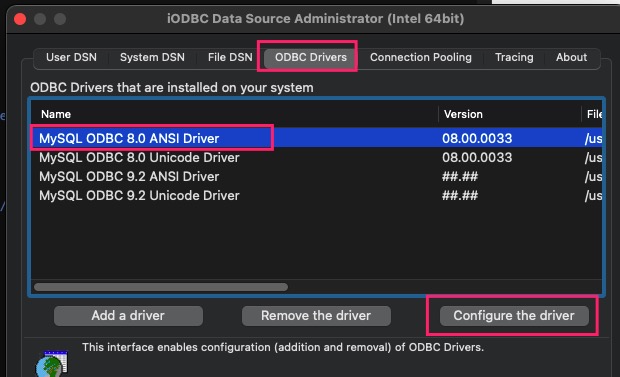 iODBC Data Source Administrator (Intel 64bit)
User DSN System DSN File DSN ODBC Drivers Connection Pooling Tracing About
ODBC Drivers that are installed on your system
Name Version File
MySQL ODBC 8.0 ANSI Driver 08.00.0033 /us
MySQL ODBC 8.0 Unicode Driver 08.00.0033 /us
MySQL ODBC 9.2 ANSI Driver ##.## /us
MySQL ODBC 9.2 Unicode Driver ##.## /us
Add a driver Remove the driver Configure the driver
This interface enables configuration (addition and removal) of ODBC Drivers.